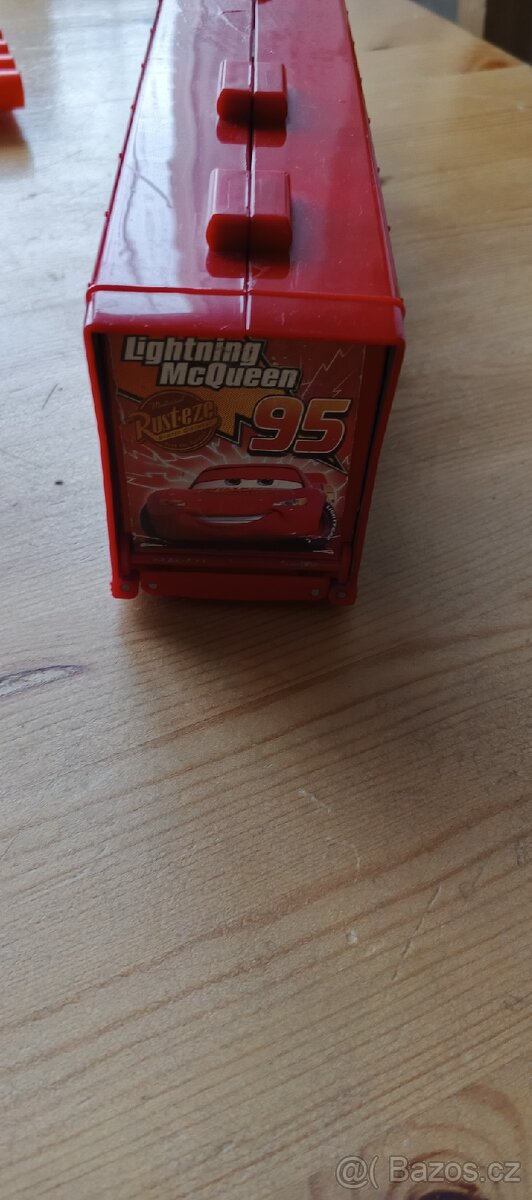 Lightning
McQueen
Rust-eze
95
@( Bazos.cz